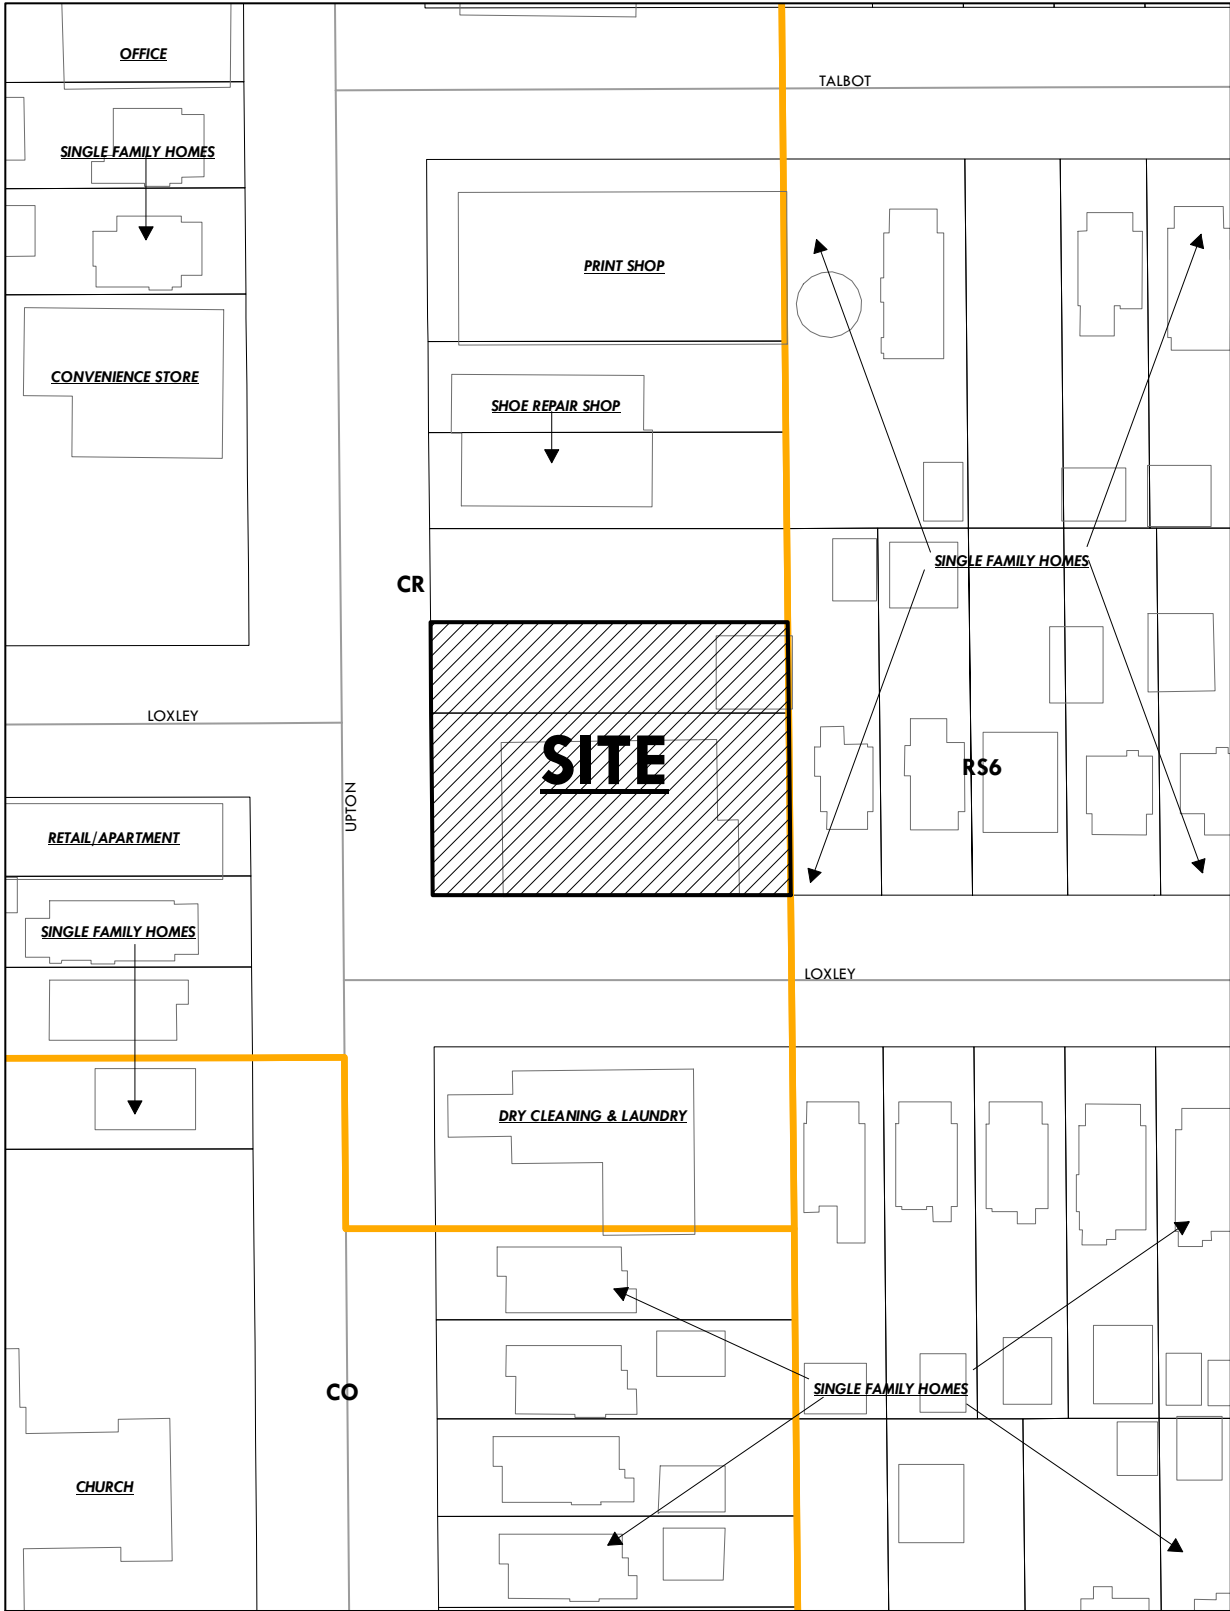 OFFICE
TALBOT
SINGLE FAMILY HOMES
PRINT SHOP
CONVENIENCE STORE
SHOE REPAIR SHOP
SINGLE FAMILY HOMES
CR
LOXLEY
SITE
RS6
UPTON
RETAIL/APARTMENT
SINGLE FAMILY HOMES
LOXLEY
DRY CLEANING & LAUNDRY
SINGLE FAMILY HOMES
CO
CHURCH